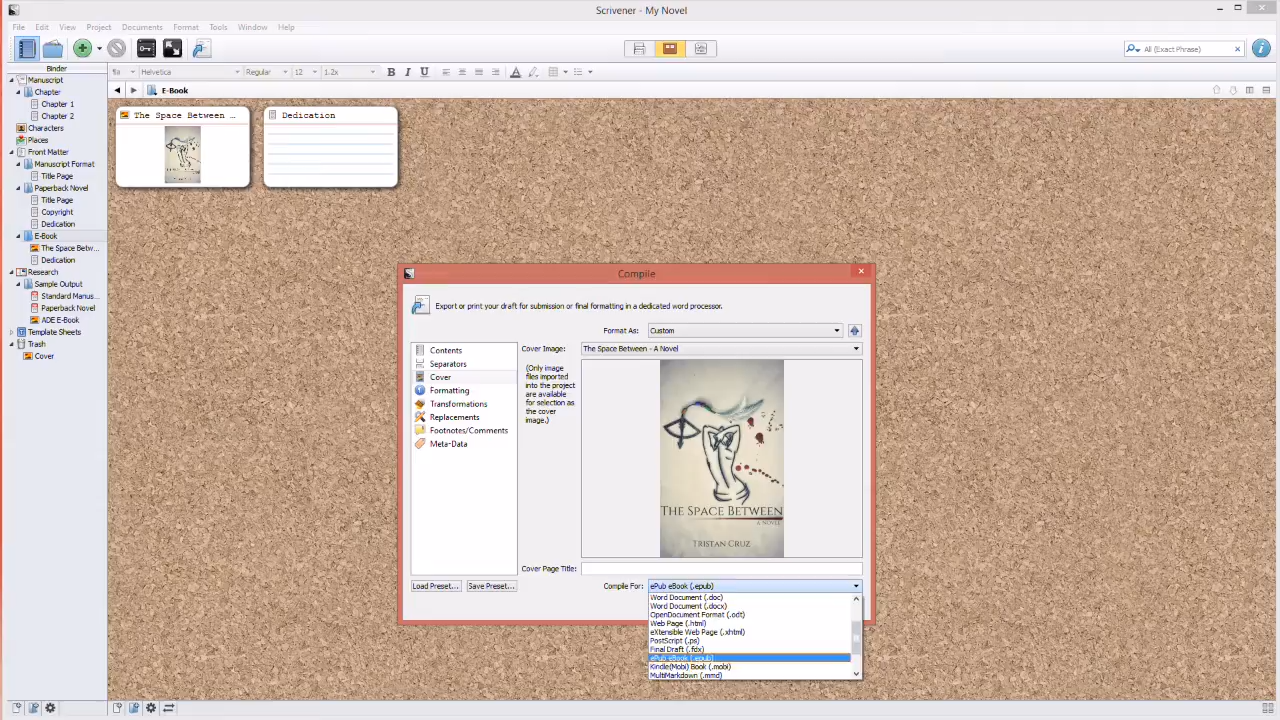 Scrivener - My Novel
File Edit View Project Documents Format Tools Window Help
All (Exact Phrase)
Binder
Helvetica Regular 12 1.2x B I U A
Manuscript
Chapter
Chapter 1
Chapter 2
Characters
Places
Front Matter
Manuscript Format
Title Page
Paperback Novel
Title Page
Copyright
Dedication
E-Book
The Space Betw...
Dedication
Research
Sample Output
Standard Manus...
Paperback Novel
ADE E-Book
Template Sheets
Trash
Cover
E-Book
The Space Between …
Dedication
Compile
Export or print your draft for submission or final formatting in a dedicated word processor.
Format As: Custom
Contents
Separators
Cover
Formatting
Transformations
Replacements
Footnotes/Comments
Meta-Data
Cover Image: The Space Between - A Novel
(Only image
files imported
into the project
are available
for selection as
the cover
image.)
THE SPACE BETWEEN
A NOVEL
TRISTAN CRUZ
Cover Page Title:
Load Preset... Save Preset... Compile For: ePub eBook (.epub)
Word Document (.doc)
Word Document (.docx)
OpenDocument Format (.odt)
Web Page (.html)
eXtensible Web Page (.xhtml)
PostScript (.ps)
Final Draft (.fdx)
ePub eBook (.epub)
Kindle(Mobi) Book (.mobi)
MultiMarkdown (.mmd)